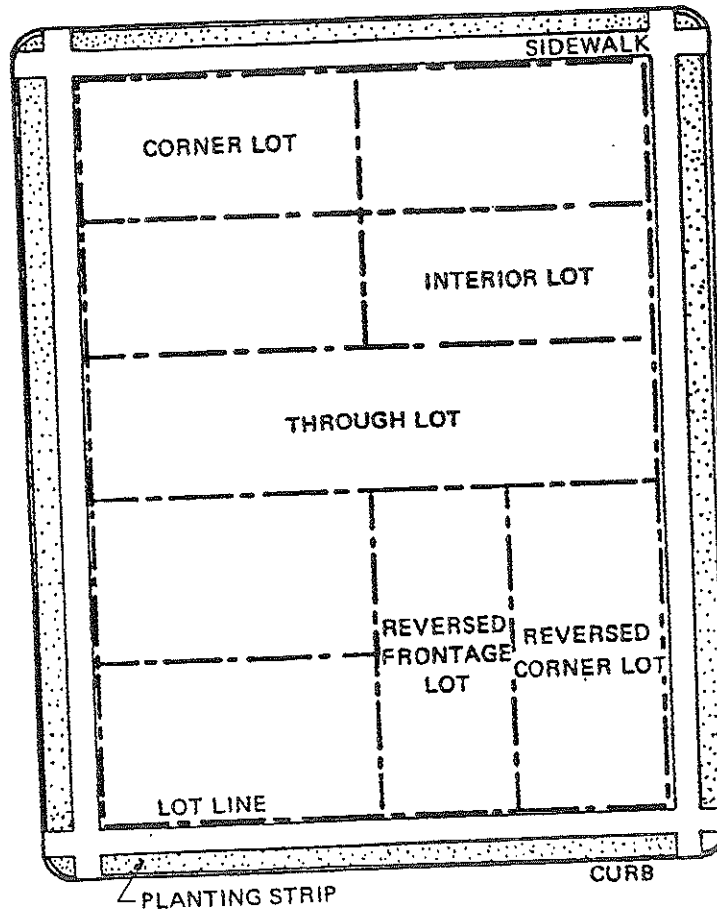 SIDEWALK
CORNER LOT
INTERIOR LOT
THROUGH LOT
REVERSED
FRONTAGE
LOT
REVERSED
CORNER LOT
LOT LINE
CURB
PLANTING STRIP